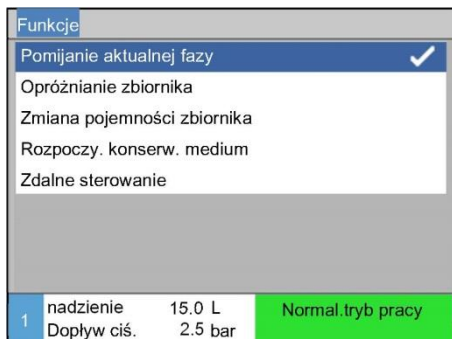 Funkcje
Pomijanie aktualnej fazy
Opróżnianie zbiornika
Zmiana pojemności zbiornika
Rozpoczy. konserw. medium
Zdalne sterowanie
1
nadzienie 15.0 L
Dopływ ciś. 2.5 bar
Normal.tryb pracy